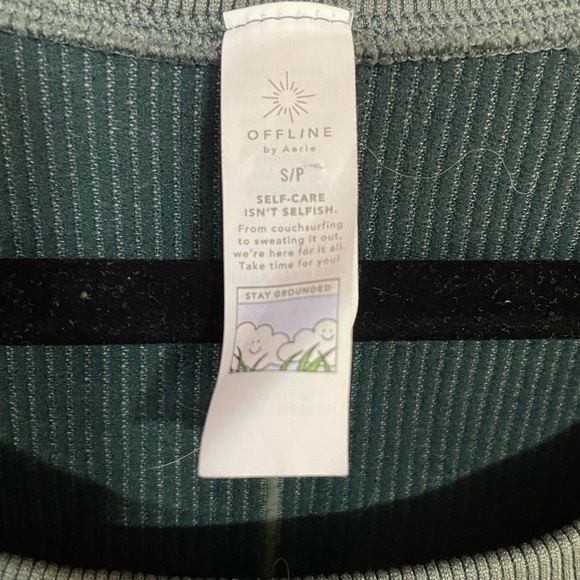 OFFLINE
by Aerie
S/P
SELF-CARE
ISN'T SELFISH.
From couchsurfing
to sweating it out,
we're here for it all.
Take time for you!
STAY GROUNDED